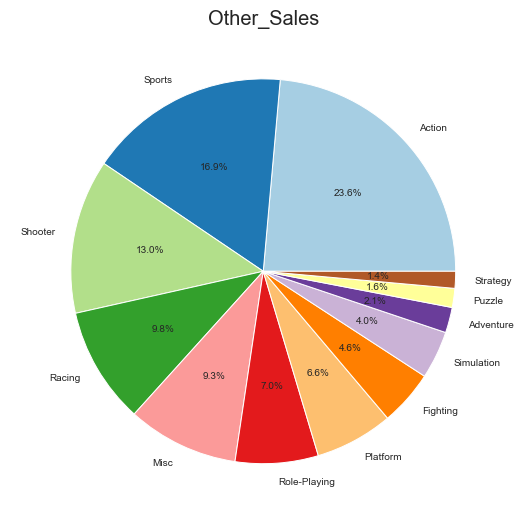 Other_Sales
Sports
Action
16.9%
23.6%
Shooter
13.0%
1.4%
Strategy
1.6%
Puzzle
2.1%
Adventure
4.0%
9.8%
4.6%
Simulation
9.3%
6.6%
Racing
7.0%
Fighting
Platform
Misc
Role-Playing